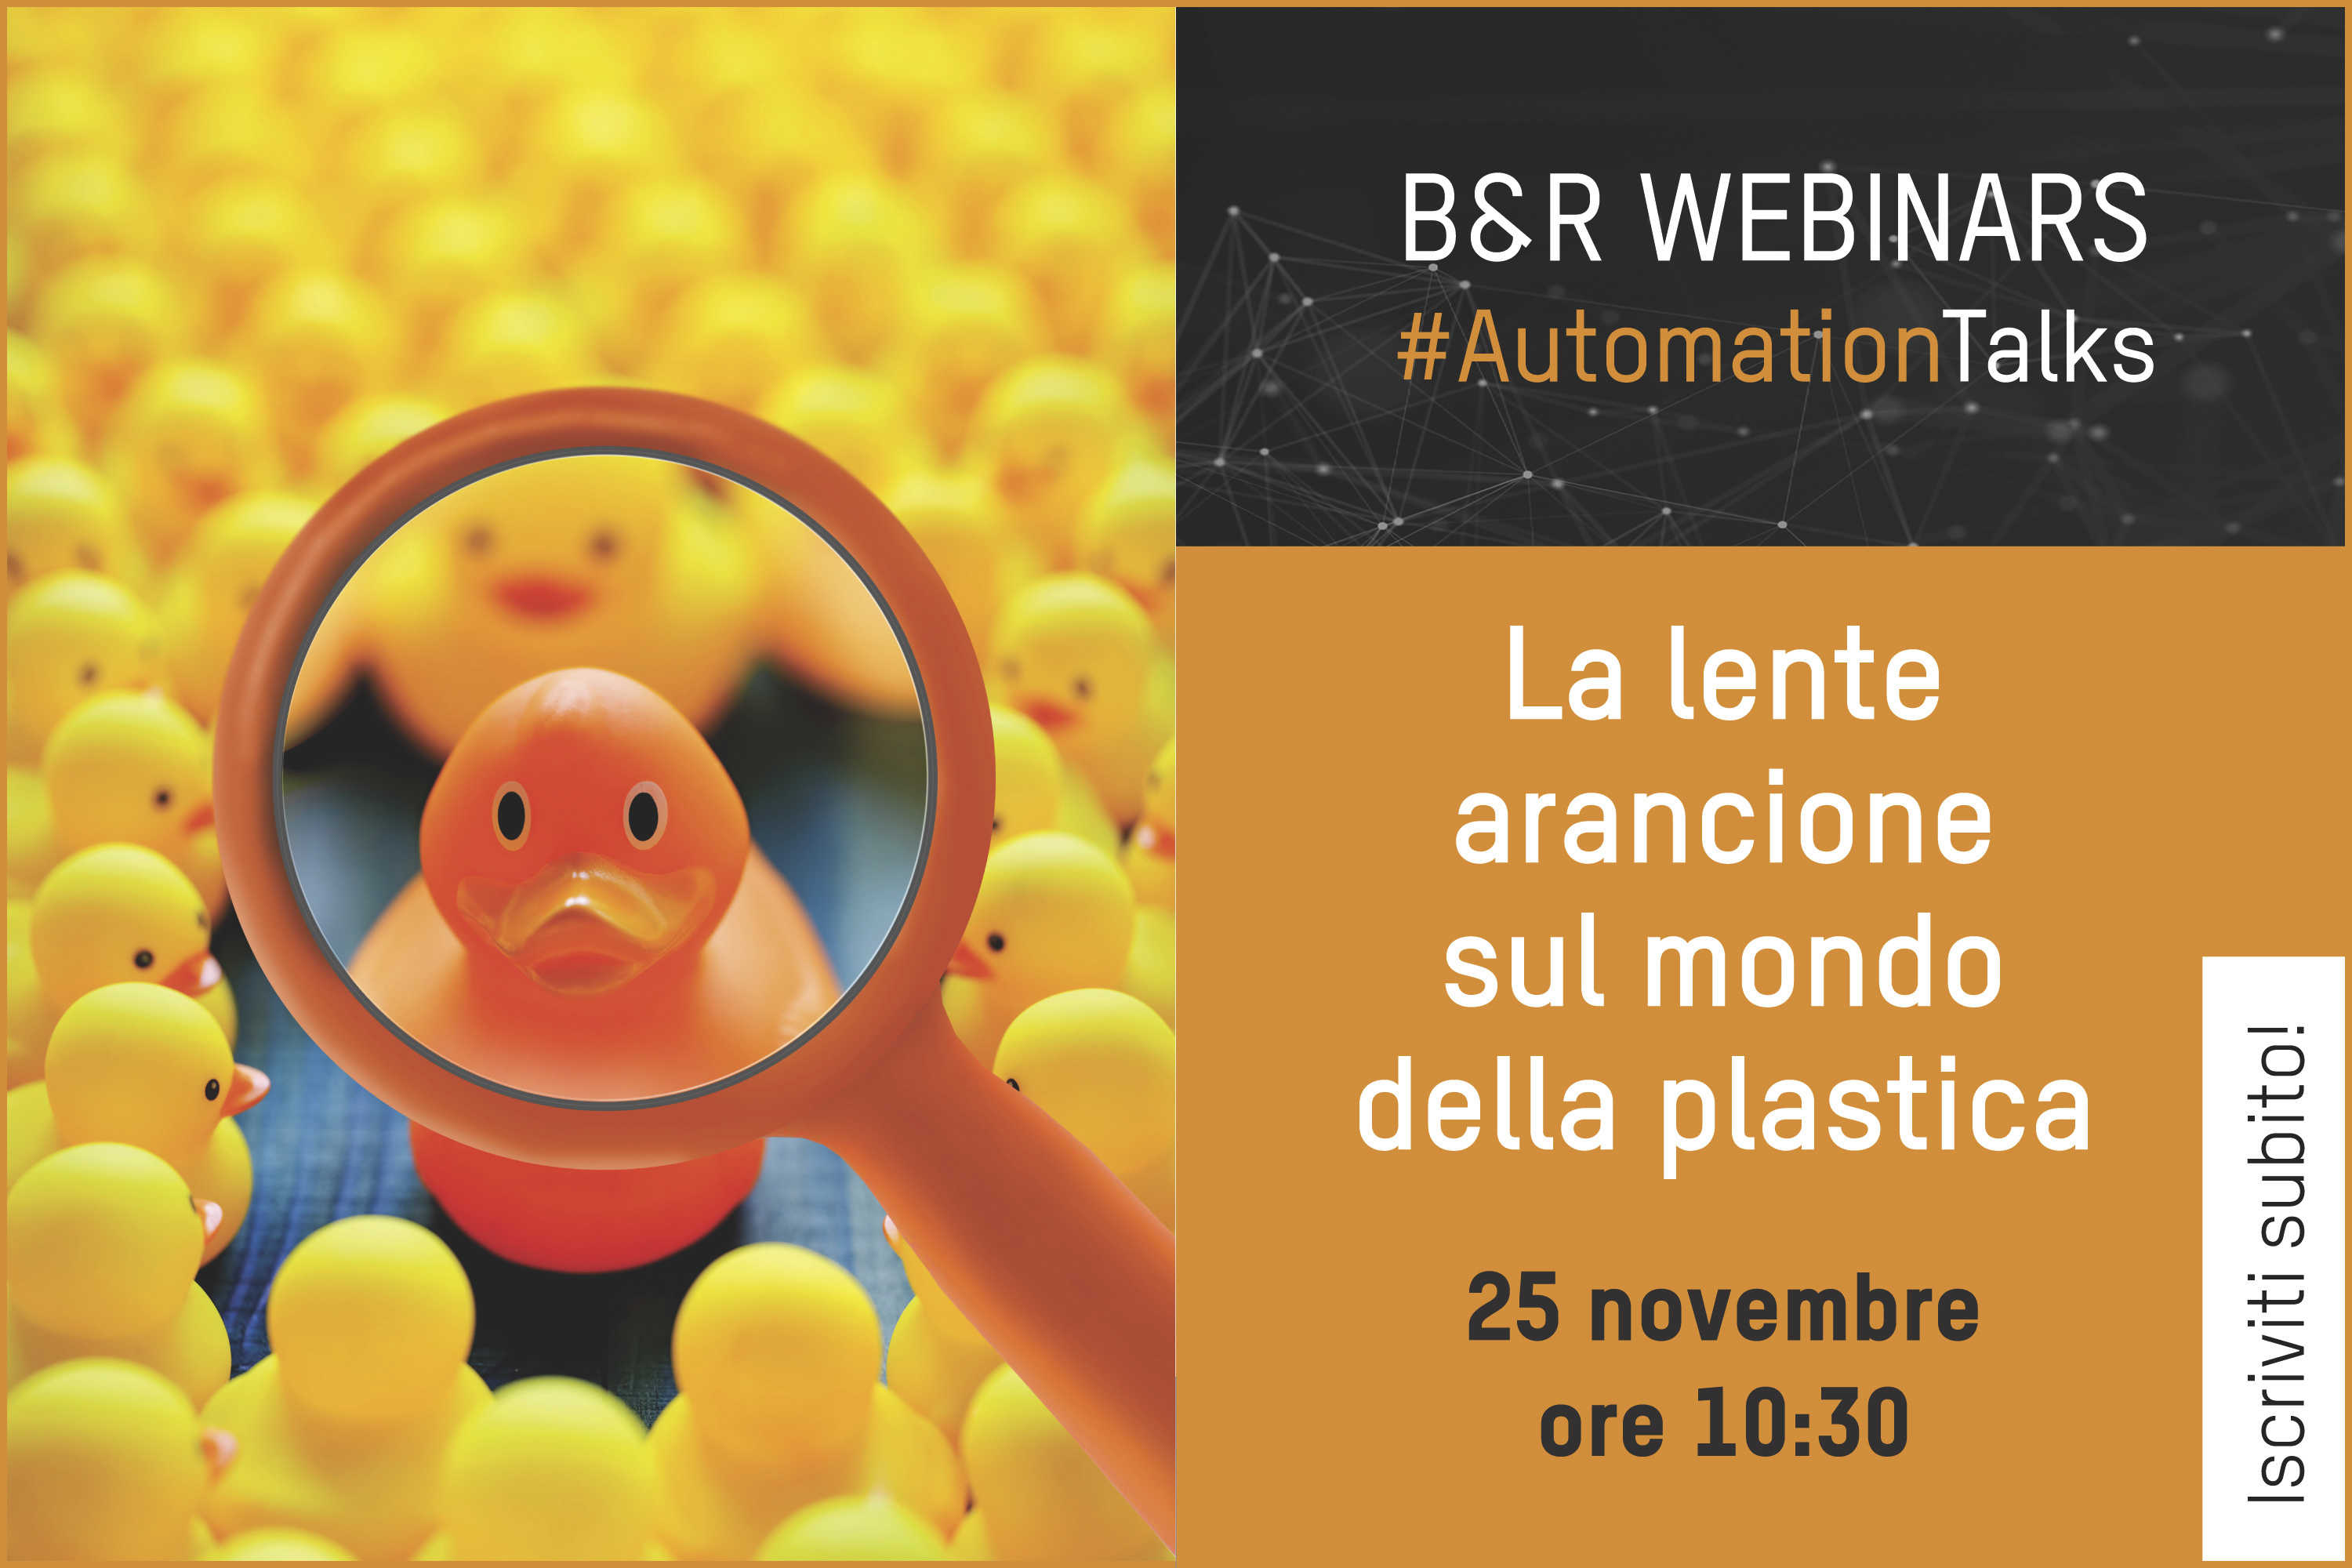 B&R WEBINARS
#AutomationTalks
La lente
arancione
sul mondo
della plastica
25 novembre
ore 10:30
Iscriviti subito!